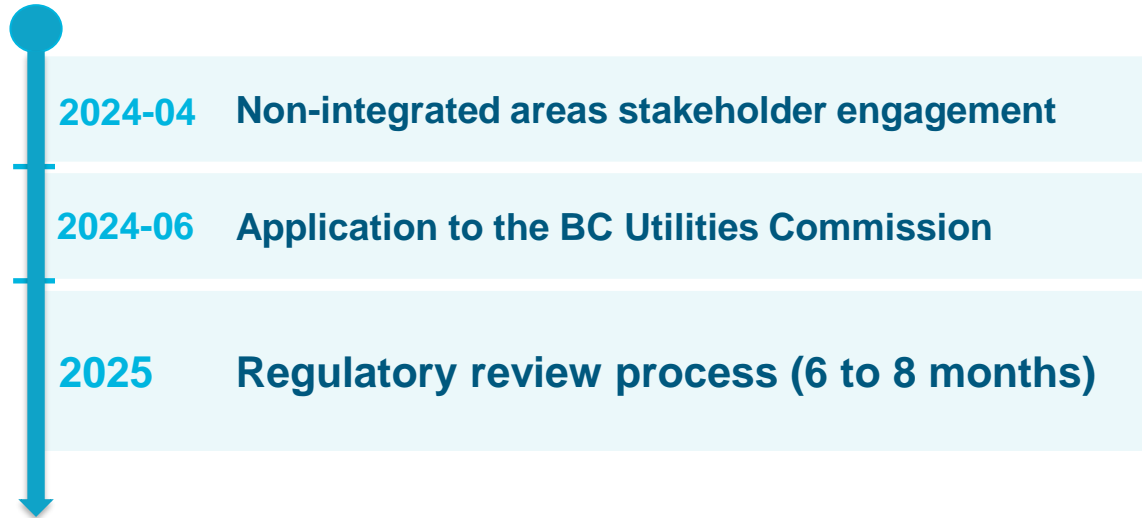 2024-04 Non-integrated areas stakeholder engagement
2024-06 Application to the BC Utilities Commission
2025 Regulatory review process (6 to 8 months)